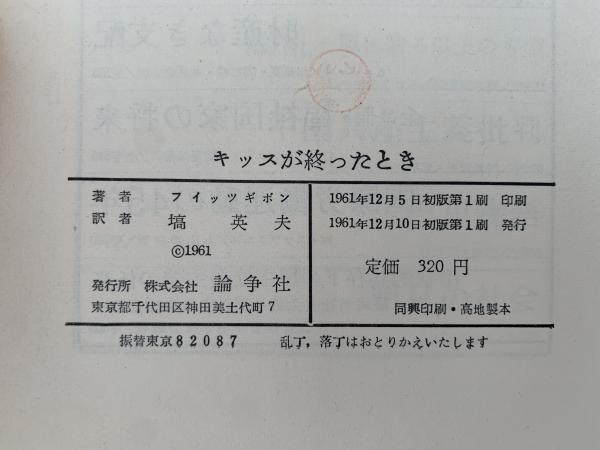 キッスが終ったとき
著者 フイッツギボン
訳者 塙英夫
©1961
発行所 株式会社 論争社
東京都千代田区神田美土代町7
1961年12月5日初版第1刷 印刷
1961年12月10日初版第1刷 発行
定価 320円
同興印刷・高地製本
振替東京82087 乱丁,落丁はおとりかえいたします